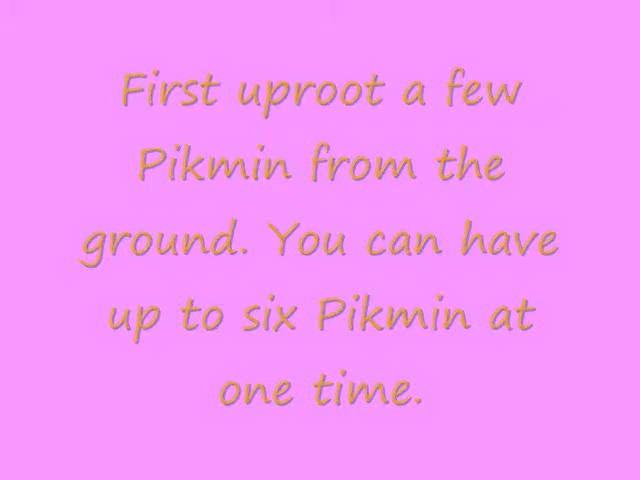 First uproot a few
Pikmin from the
ground. You can have
up to six Pikmin at
one time.